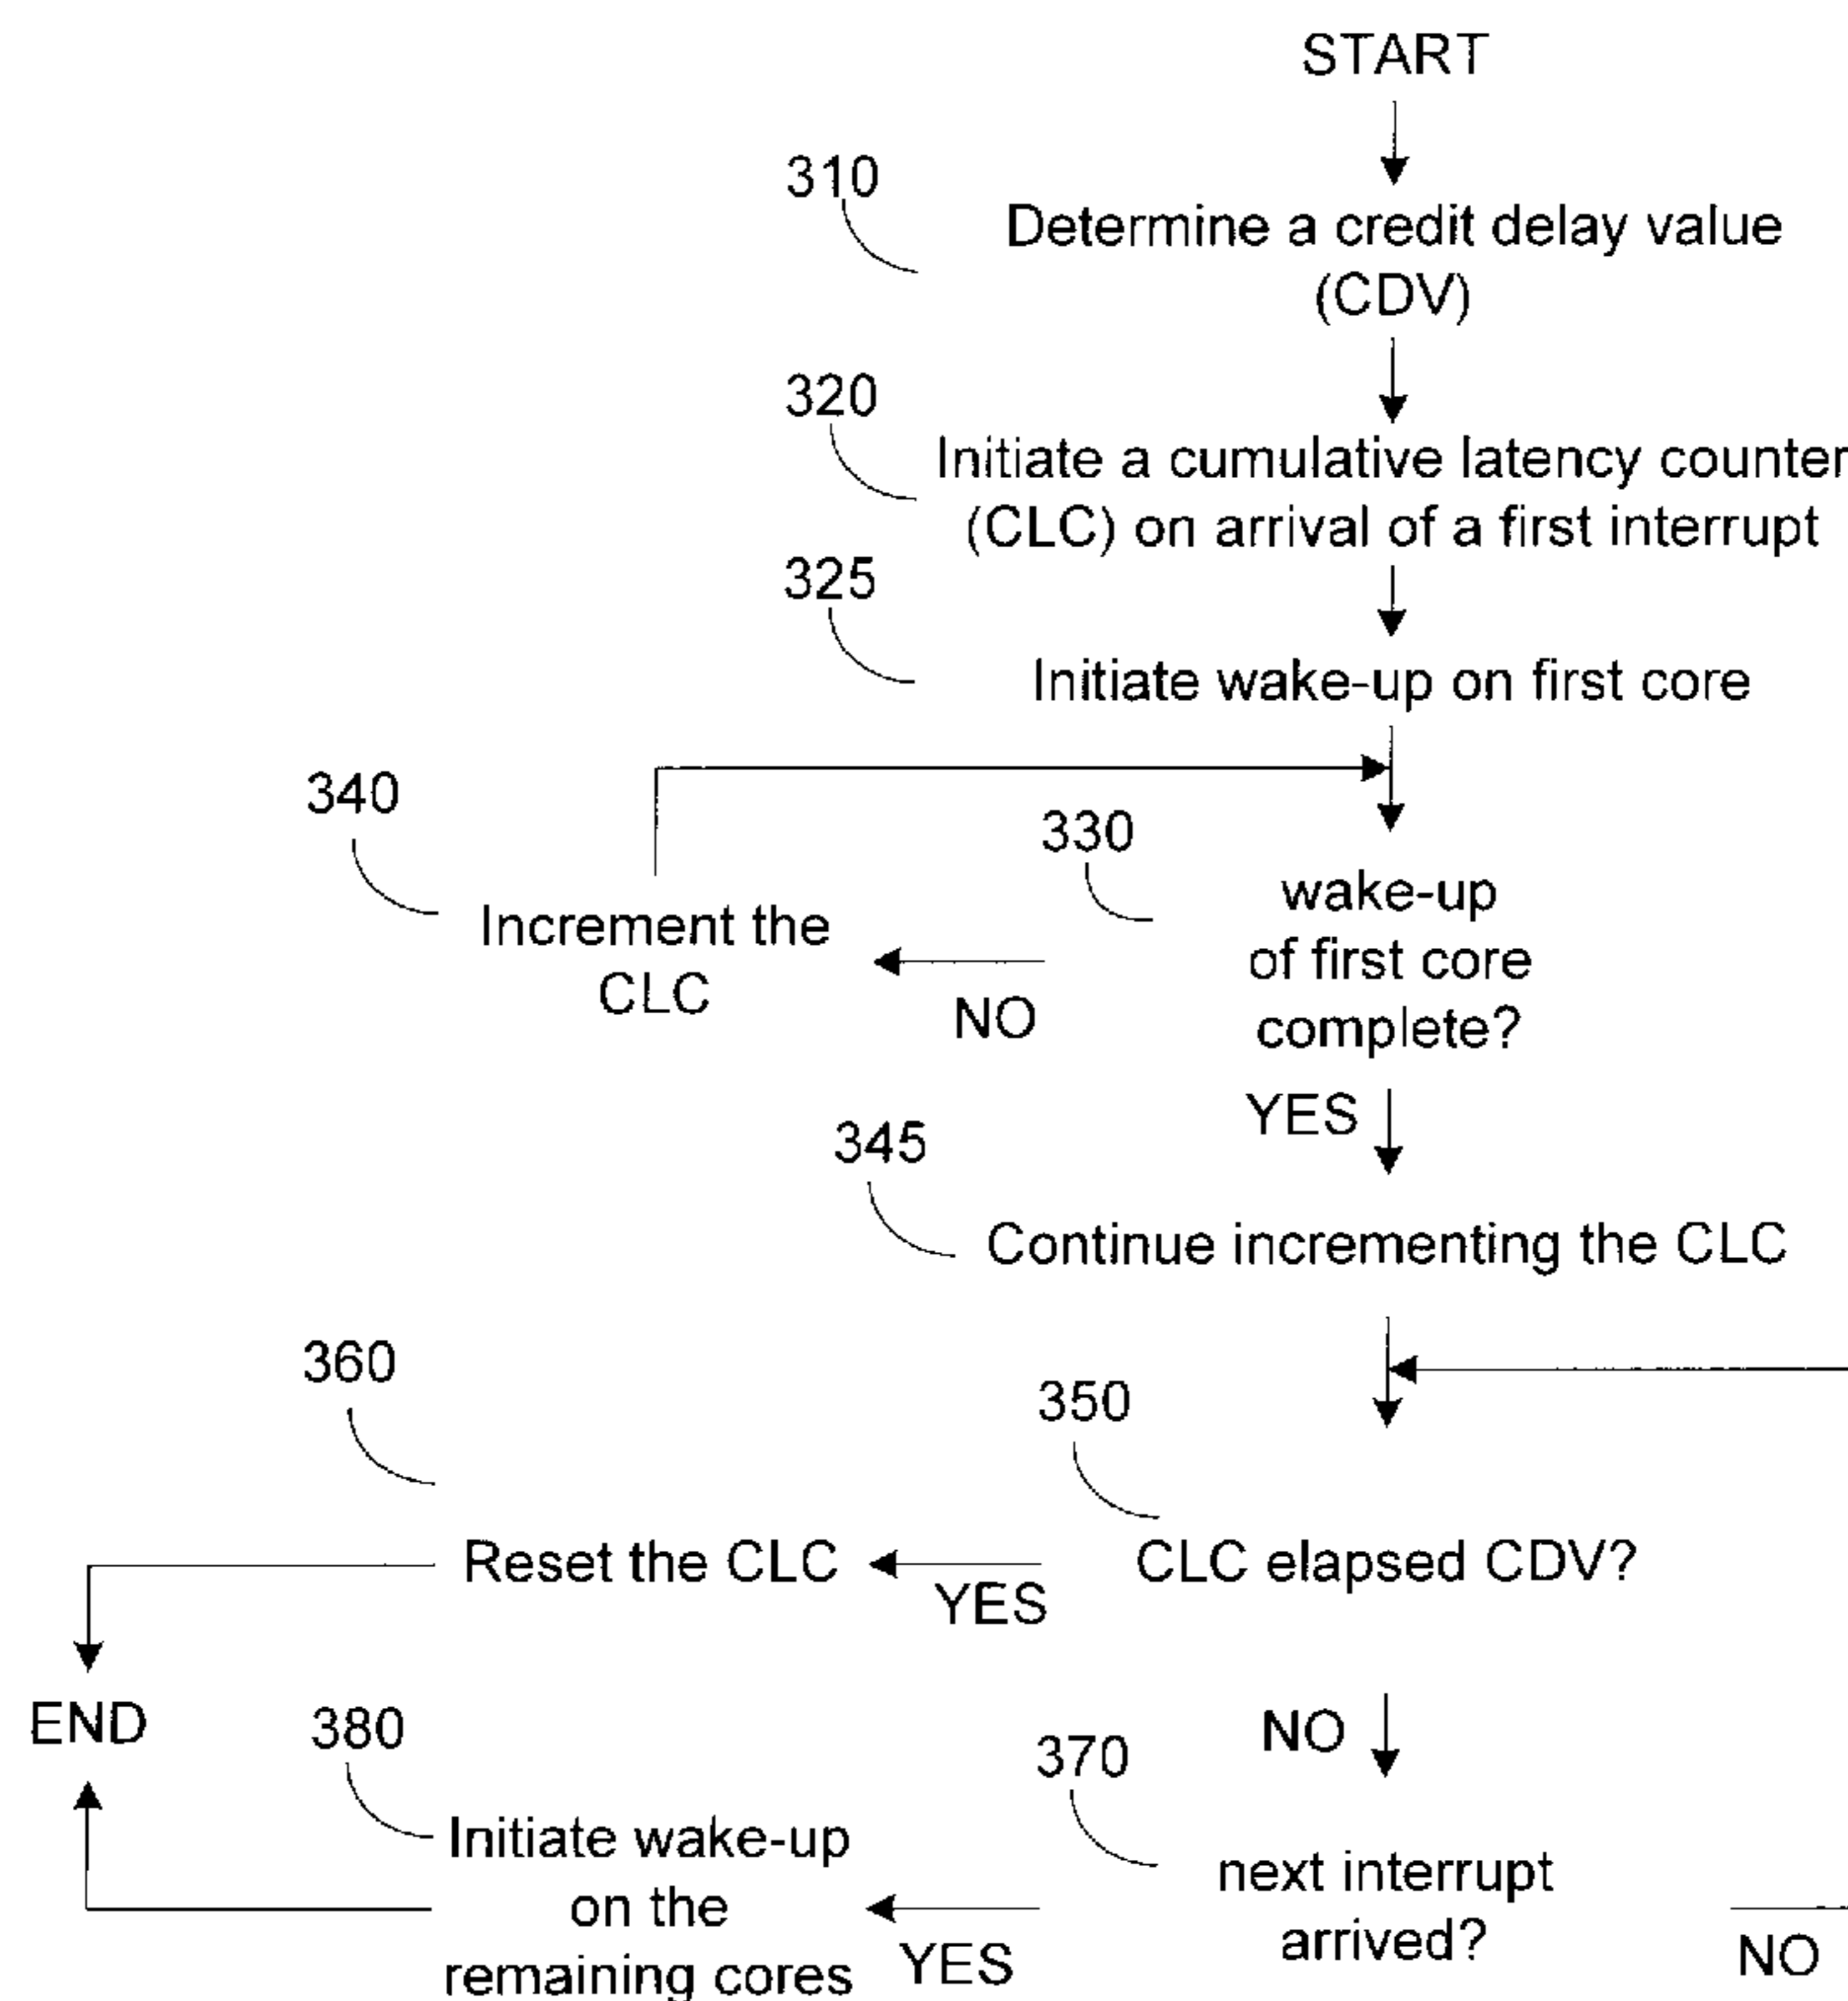 START
310
Determine a credit delay value
(CDV)
320
Initiate a cumulative latency counter
(CLC) on arrival of a first interrupt
325
Initiate wake-up on first core
340
330
Increment the
CLC
NO
wake-up
of first core
complete?
YES
345
Continue incrementing the CLC
360
350
Reset the CLC
YES
CLC elapsed CDV?
END
380
NO
370
Initiate wake-up
on the
remaining cores
YES
next interrupt
arrived?
NO